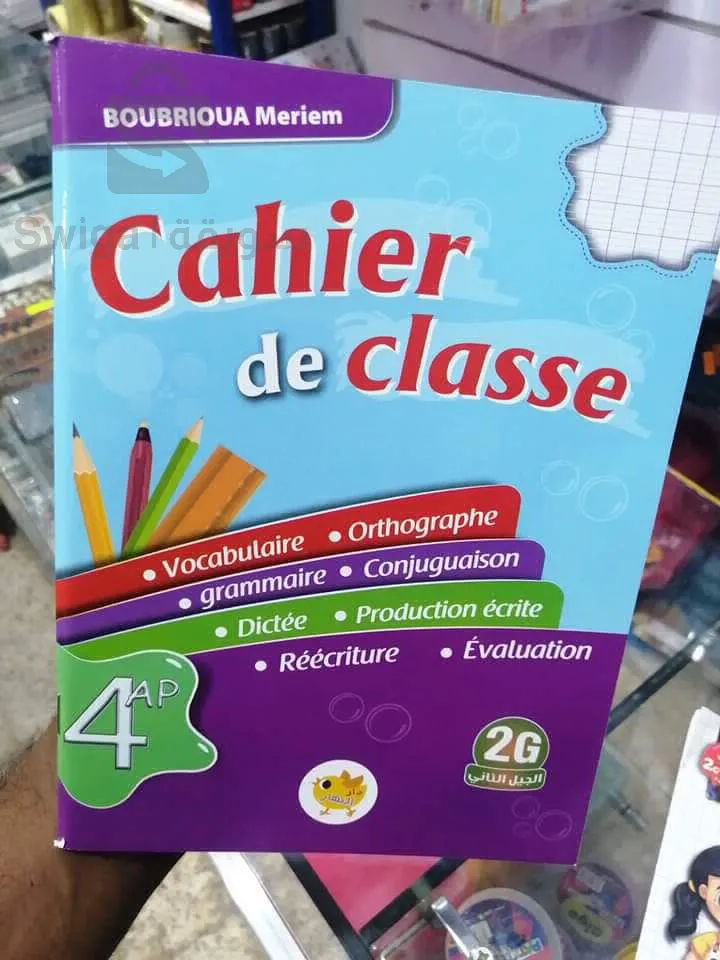 BOUBRIOUA Meriem
Cahier
de classe
• Vocabulaire • Orthographe
• grammaire • Conjuguaison
• Dictée • Production écrite
• Réécriture • Évaluation
4AP
2G
الجيل الثاني